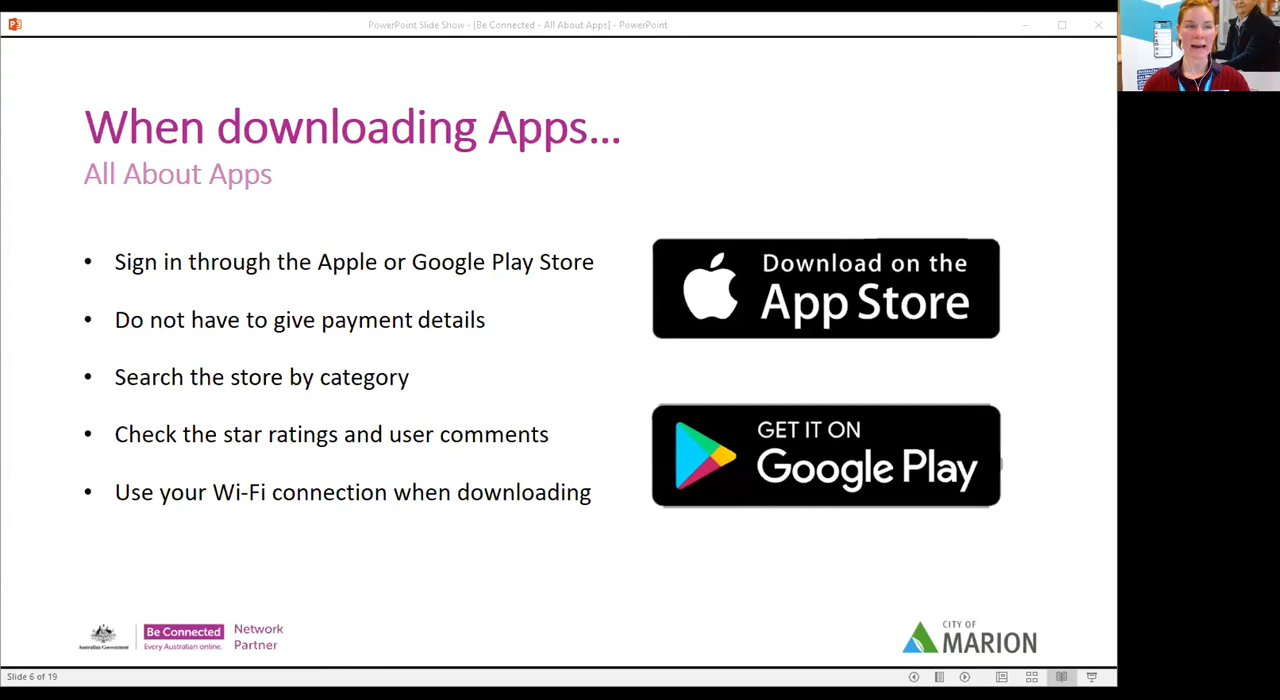 PowerPoint Slide Show - [Be Connected - All About Apps] - PowerPoint
When downloading Apps...
All About Apps
• Sign in through the Apple or Google Play Store
• Do not have to give payment details
• Search the store by category
• Check the star ratings and user comments
• Use your Wi-Fi connection when downloading
Download on the
App Store
GET IT ON
Google Play
Australian Government
Be Connected
Every Australian online.
Network
Partner
CITY OF
MARION
Slide 6 of 19